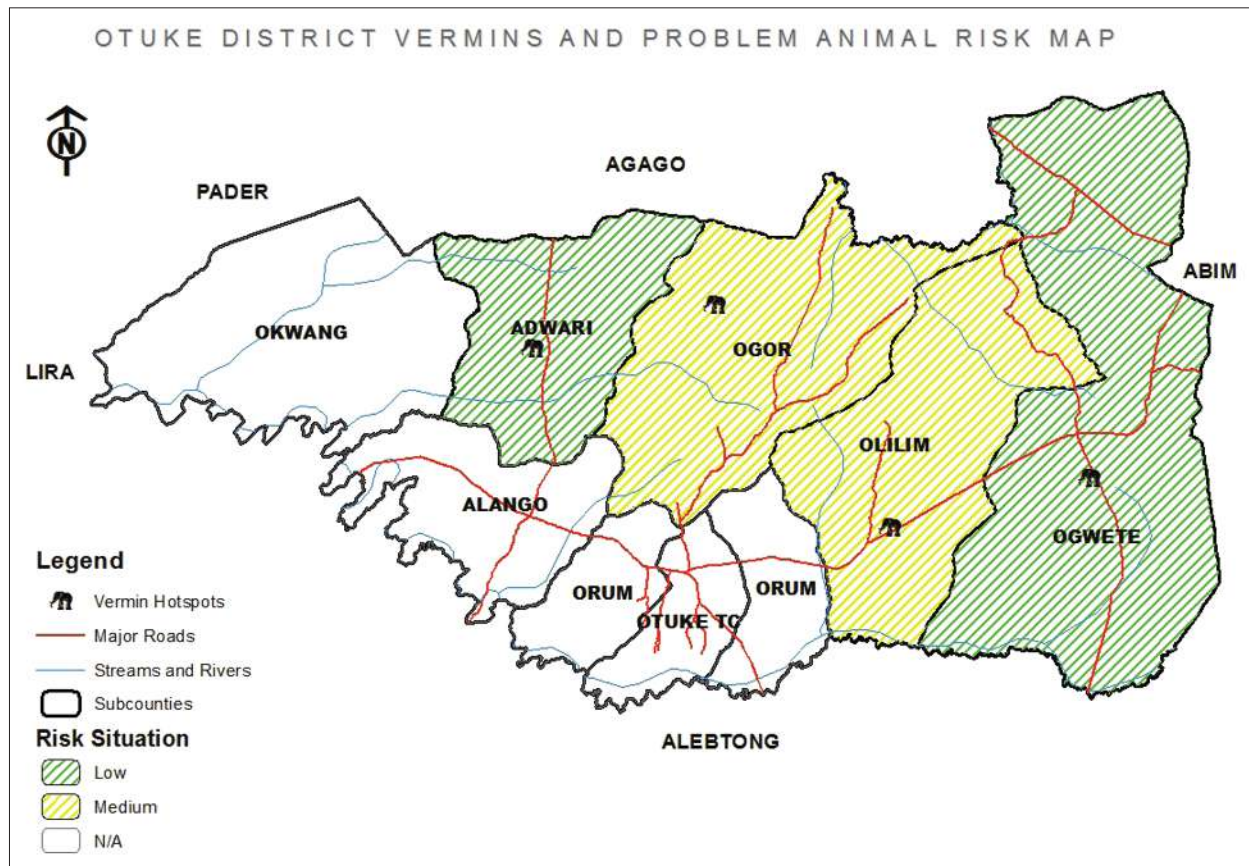 OTUKE DISTRICT VERMINS AND PROBLEM ANIMAL RISK MAP
N
AGAGO
PADER
ABIM
OKWANG
ADWARI
OGOR
LIRA
OLILIM
ALANGO
OGWETE
ORUM
ORUM
OTUKE TC
ALEBTONG
Legend
Vermin Hotspots
Major Roads
Streams and Rivers
Subcounties
Risk Situation
Low
Medium
N/A